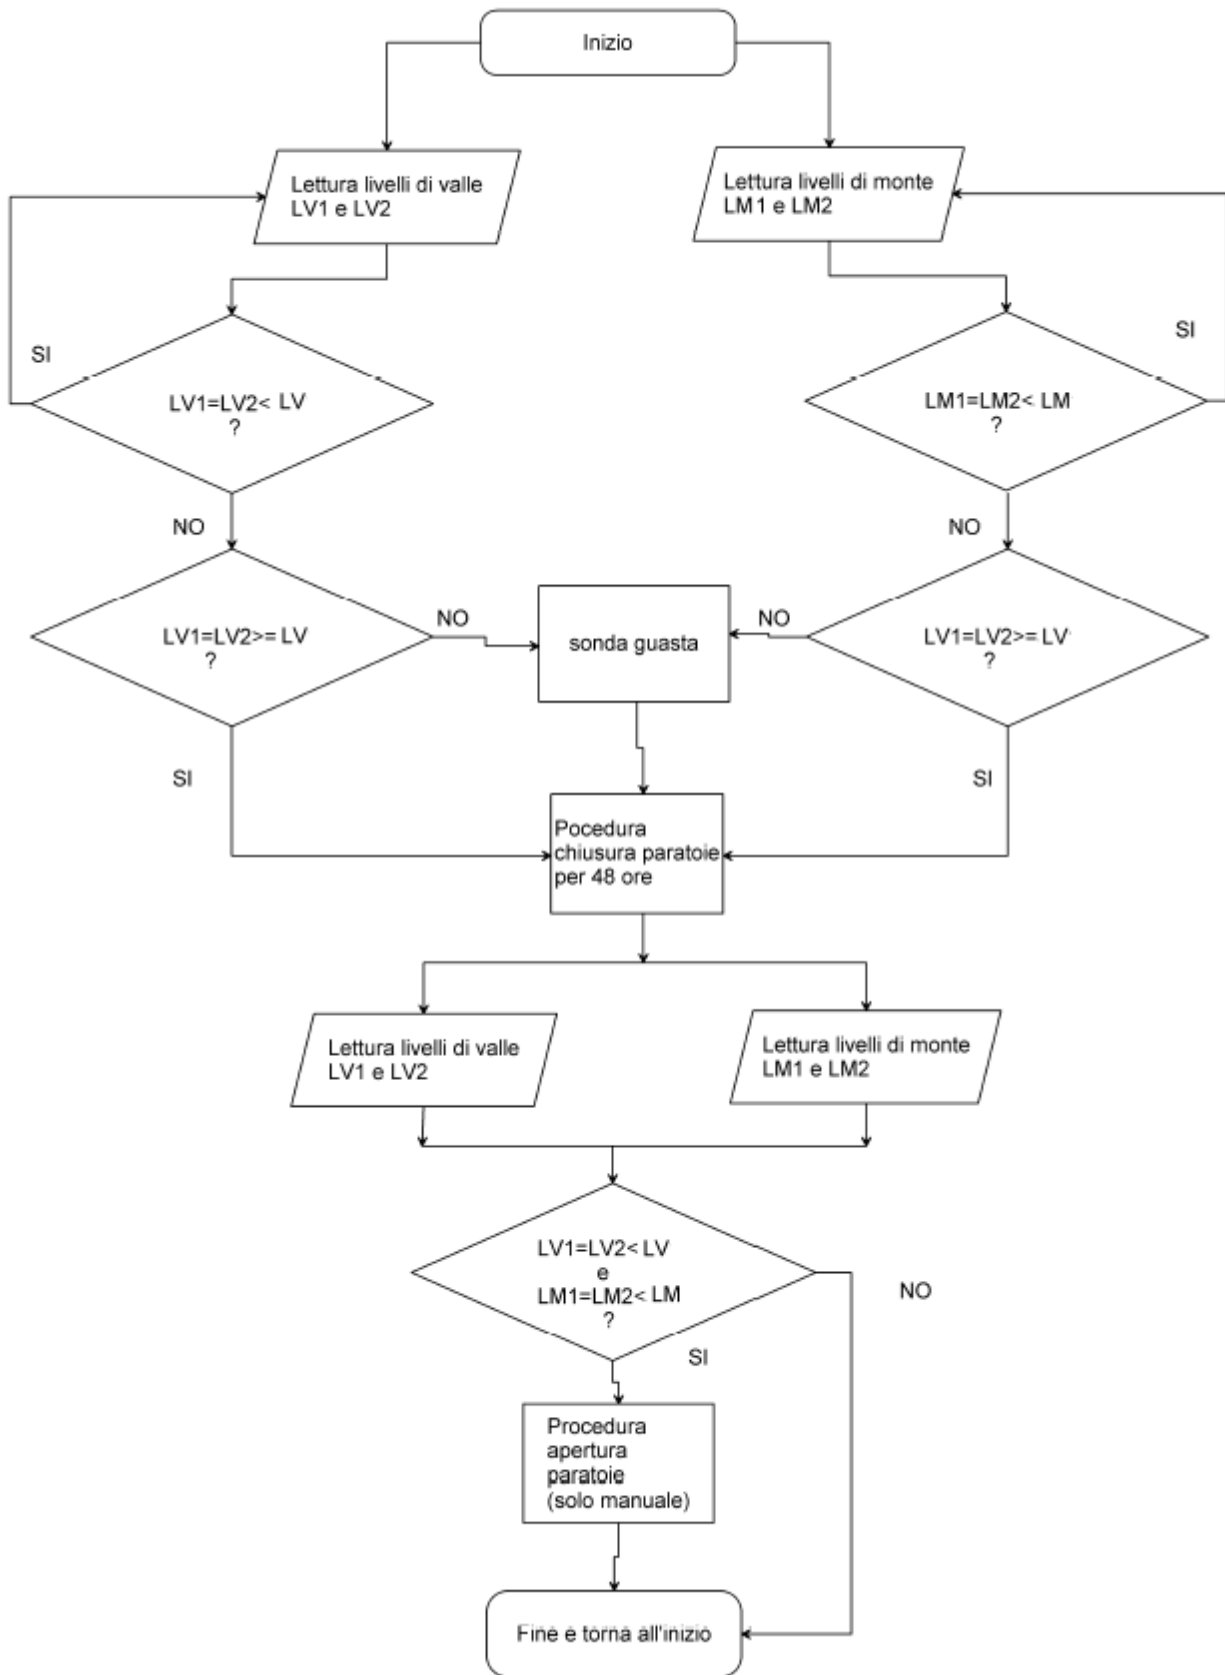 Inizio
Lettura livelli di valle
LV1 e LV2
Lettura livelli di monte
LM1 e LM2
SI
SI
LV1=LV2< LV
?
LM1=LM2< LM
?
NO
NO
LV1=LV2>= LV
?
NO
sonda guasta
NO
LV1=LV2>= LV
?
SI
SI
Pocedura
chiusura paratoie
per 48 ore
Lettura livelli di valle
LV1 e LV2
Lettura livelli di monte
LM1 e LM2
LV1=LV2< LV
e
LM1=LM2< LM
?
NO
SI
Procedura
apertura
paratoie
(solo manuale)
Fine e torna all'inizio